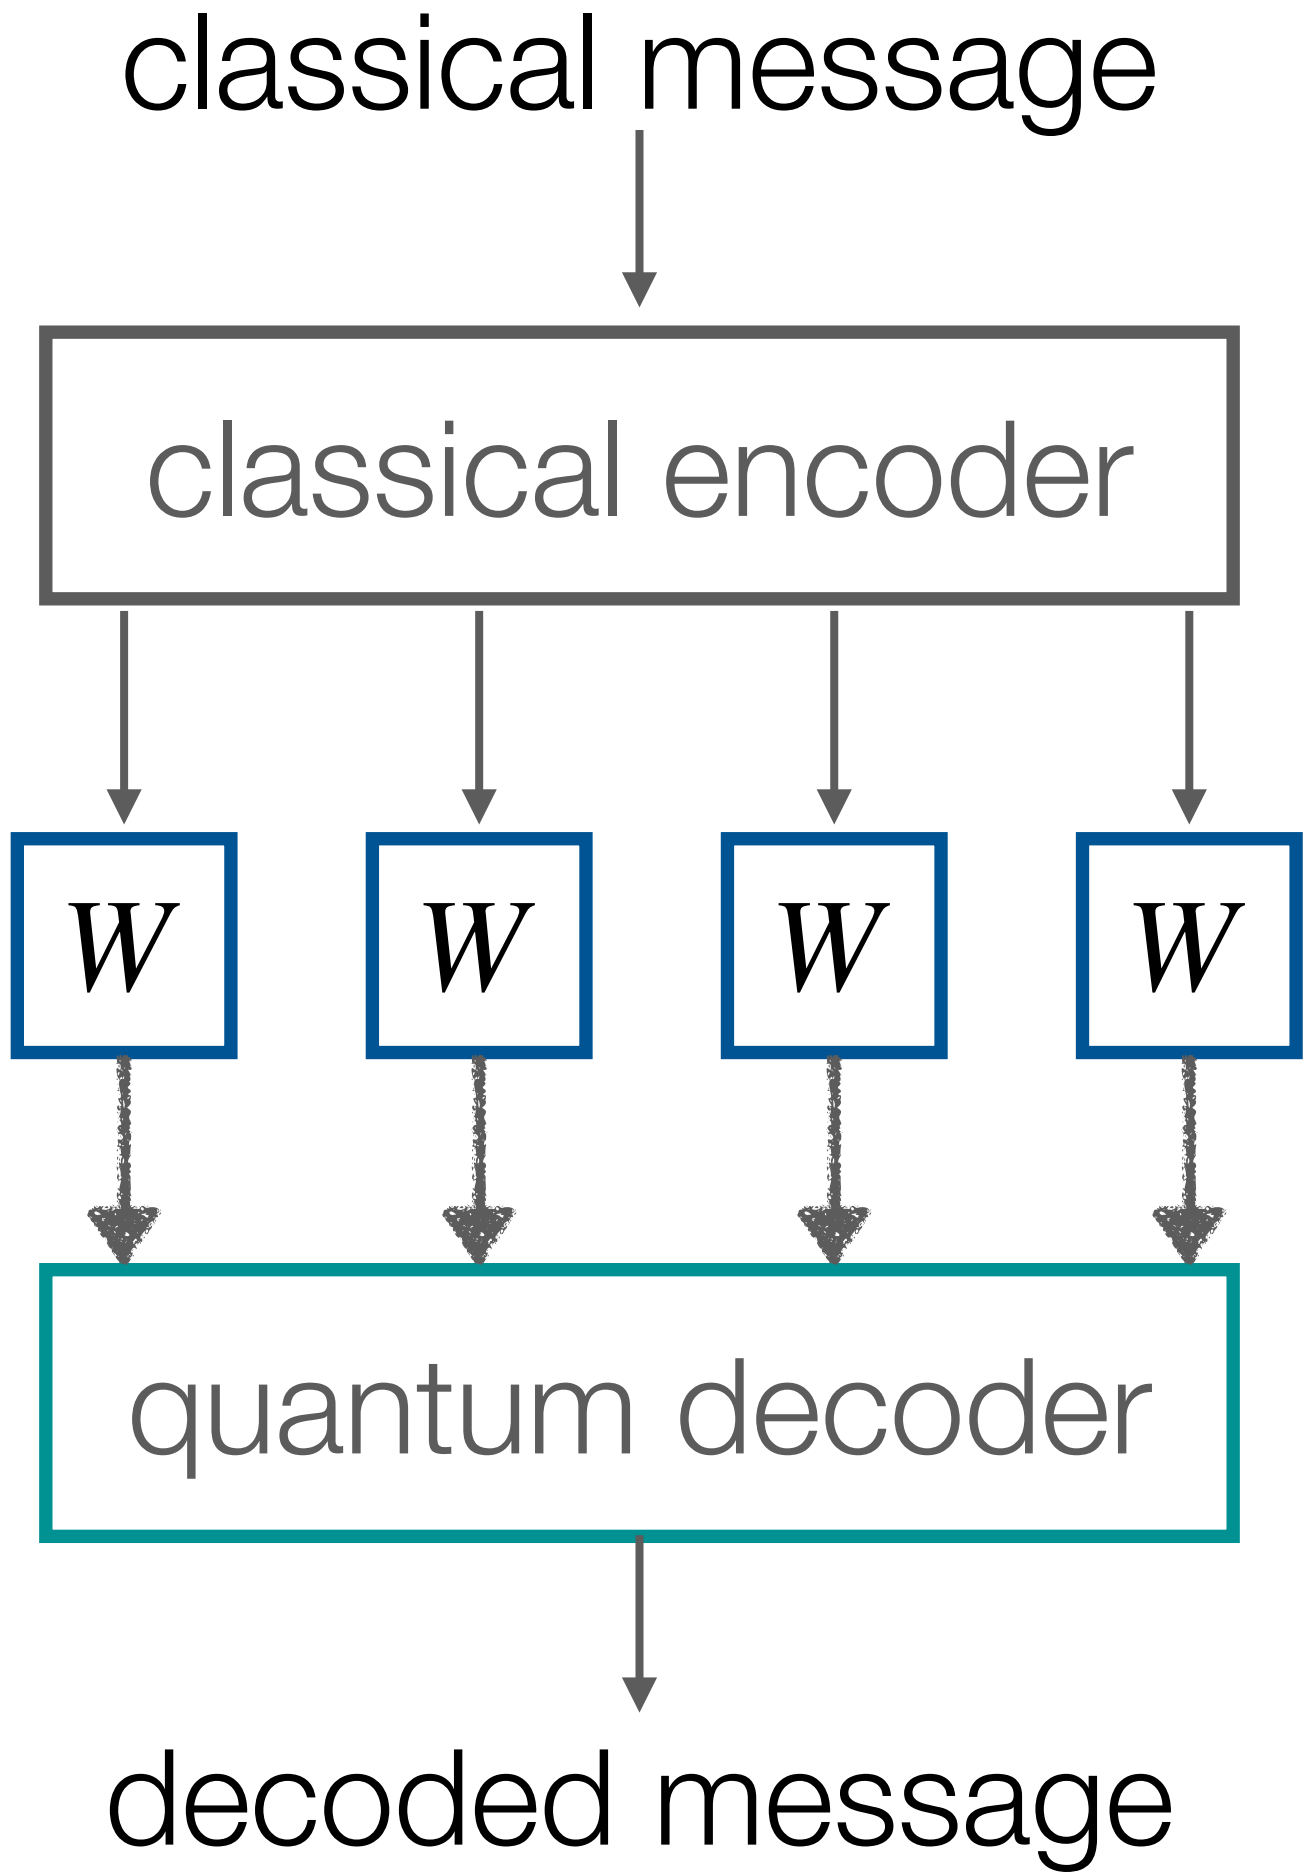 classical message
classical encoder
W W W W
quantum decoder
decoded message